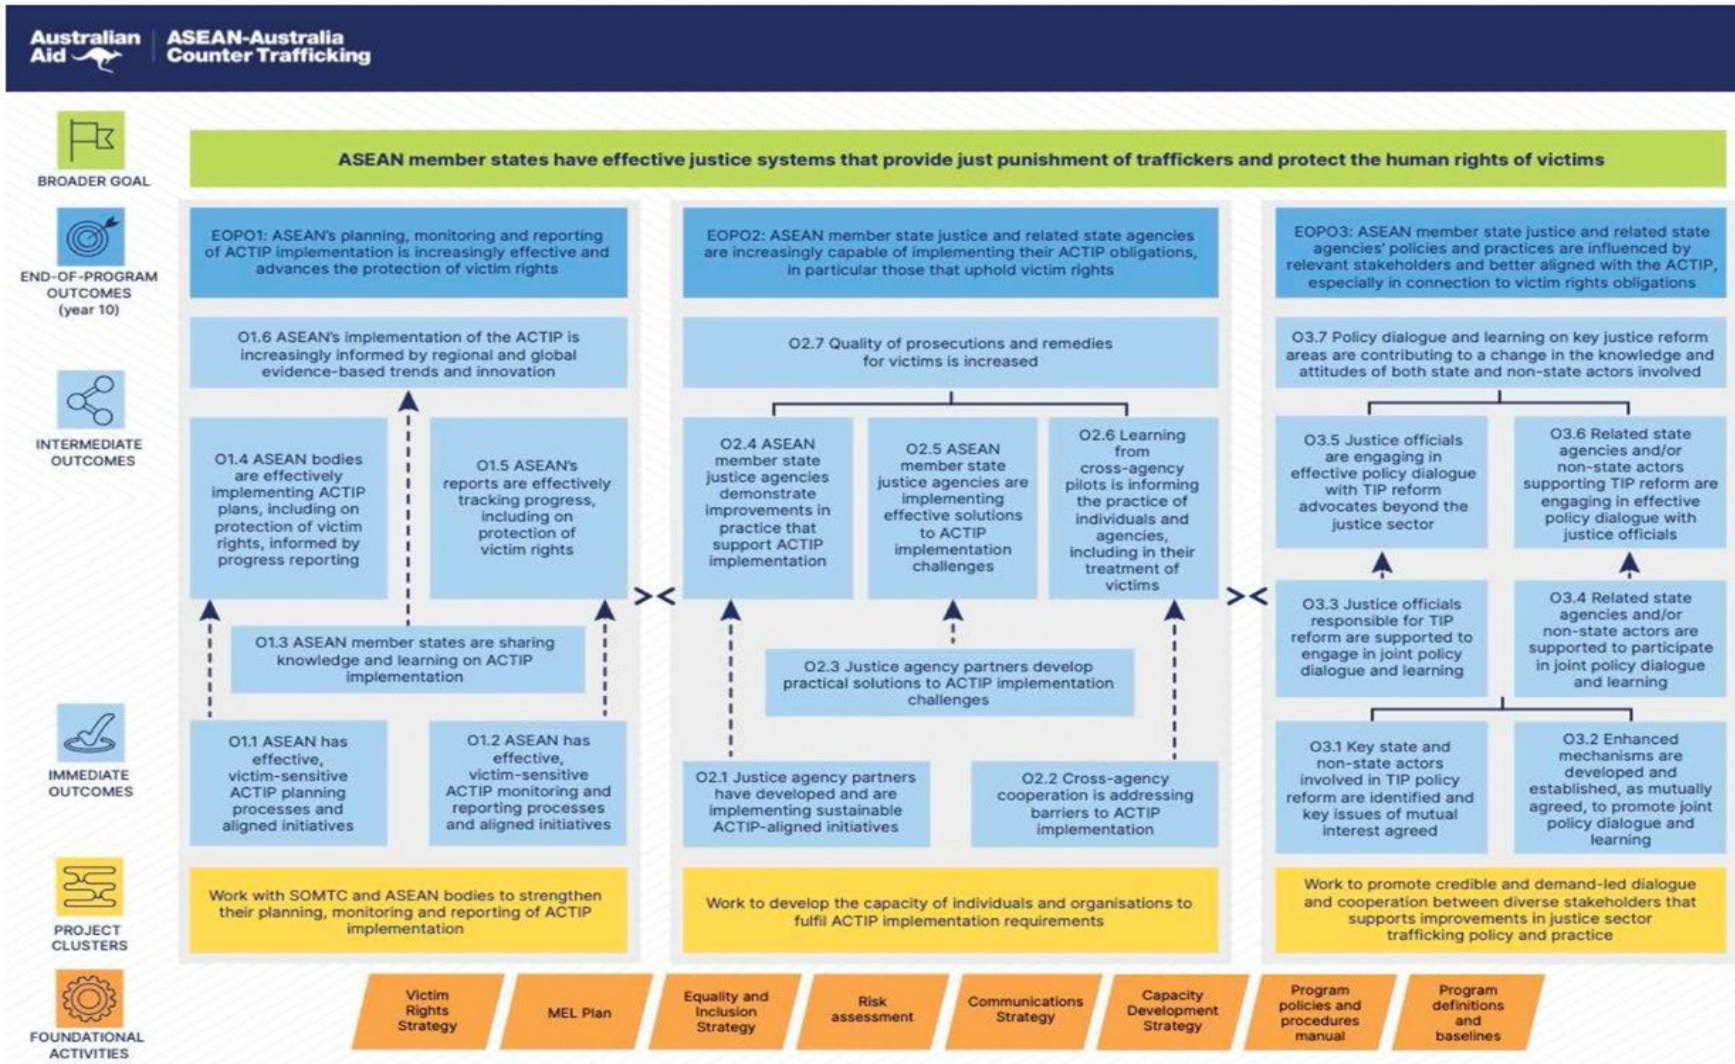 Australian
Aid
ASEAN-Australia
Counter Trafficking
BROADER GOAL
ASEAN member states have effective justice systems that provide just punishment of traffickers and protect the human rights of victims
END-OF-PROGRAM
OUTCOMES
(year 10)
EOPO1: ASEAN's planning, monitoring and reporting
of ACTIP implementation is increasingly effective and
advances the protection of victim rights
EOPO2: ASEAN member state justice and related state agencies
are increasingly capable of implementing their ACTIP obligations,
in particular those that uphold victim rights
EOPO3: ASEAN member state justice and related state
agencies' policies and practices are influenced by
relevant stakeholders and better aligned with the ACTIP,
especially in connection to victim rights obligations
INTERMEDIATE
OUTCOMES
O1.6 ASEAN's implementation of the ACTIP is
increasingly informed by regional and global
evidence-based trends and innovation
O2.7 Quality of prosecutions and remedies
for victims is increased
O3.7 Policy dialogue and learning on key justice reform
areas are contributing to a change in the knowledge and
attitudes of both state and non-state actors involved
O1.4 ASEAN bodies
are effectively
implementing ACTIP
plans, including on
protection of victim
rights, informed by
progress reporting
O1.5 ASEAN's
reports are effectively
tracking progress,
including on
protection of
victim rights
O2.4 ASEAN
member state
justice agencies
demonstrate
improvements in
practice that
support ACTIP
implementation
O2.5 ASEAN
member state
justice agencies are
implementing
effective solutions
to ACTIP
implementation
challenges
O2.6 Learning
from
cross-agency
pilots is informing
the practice of
individuals and
agencies,
including in their
treatment of
victims
O3.5 Justice officials
are engaging in
effective policy dialogue
with TIP reform
advocates beyond the
justice sector
O3.6 Related state
agencies and/or
non-state actors
supporting TIP reform are
engaging in effective
policy dialogue with
justice officials
IMMEDIATE
OUTCOMES
O1.3 ASEAN member states are sharing
knowledge and learning on ACTIP
implementation
O2.3 Justice agency partners develop
practical solutions to ACTIP implementation
challenges
O3.3 Justice officials
responsible for TIP
reform are supported to
engage in joint policy
dialogue and learning
O3.4 Related state
agencies and/or
non-state actors are
supported to participate
in joint policy dialogue
and learning
O1.1 ASEAN has
effective,
victim-sensitive
ACTIP planning
processes and
aligned initiatives
O1.2 ASEAN has
effective,
victim-sensitive
ACTIP monitoring and
reporting processes
and aligned initiatives
O2.1 Justice agency partners
have developed and are
implementing sustainable
ACTIP-aligned initiatives
O2.2 Cross-agency
cooperation is addressing
barriers to ACTIP
implementation
O3.1 Key state and
non-state actors
involved in TIP policy
reform are identified and
key issues of mutual
interest agreed
O3.2 Enhanced
mechanisms are
developed and
established, as mutually
agreed, to promote joint
policy dialogue and
learning
PROJECT
CLUSTERS
Work with SOMTC and ASEAN bodies to strengthen
their planning, monitoring and reporting of ACTIP
implementation
Work to develop the capacity of individuals and organisations to
fulfil ACTIP implementation requirements
Work to promote credible and demand-led dialogue
and cooperation between diverse stakeholders that
supports improvements in justice sector
trafficking policy and practice
FOUNDATIONAL
ACTIVITIES
Victim
Rights
Strategy
MEL Plan
Equality and
Inclusion
Strategy
Risk
assessment
Communications
Strategy
Capacity
Development
Strategy
Program
policies and
procedures
manual
Program
definitions
and
baselines